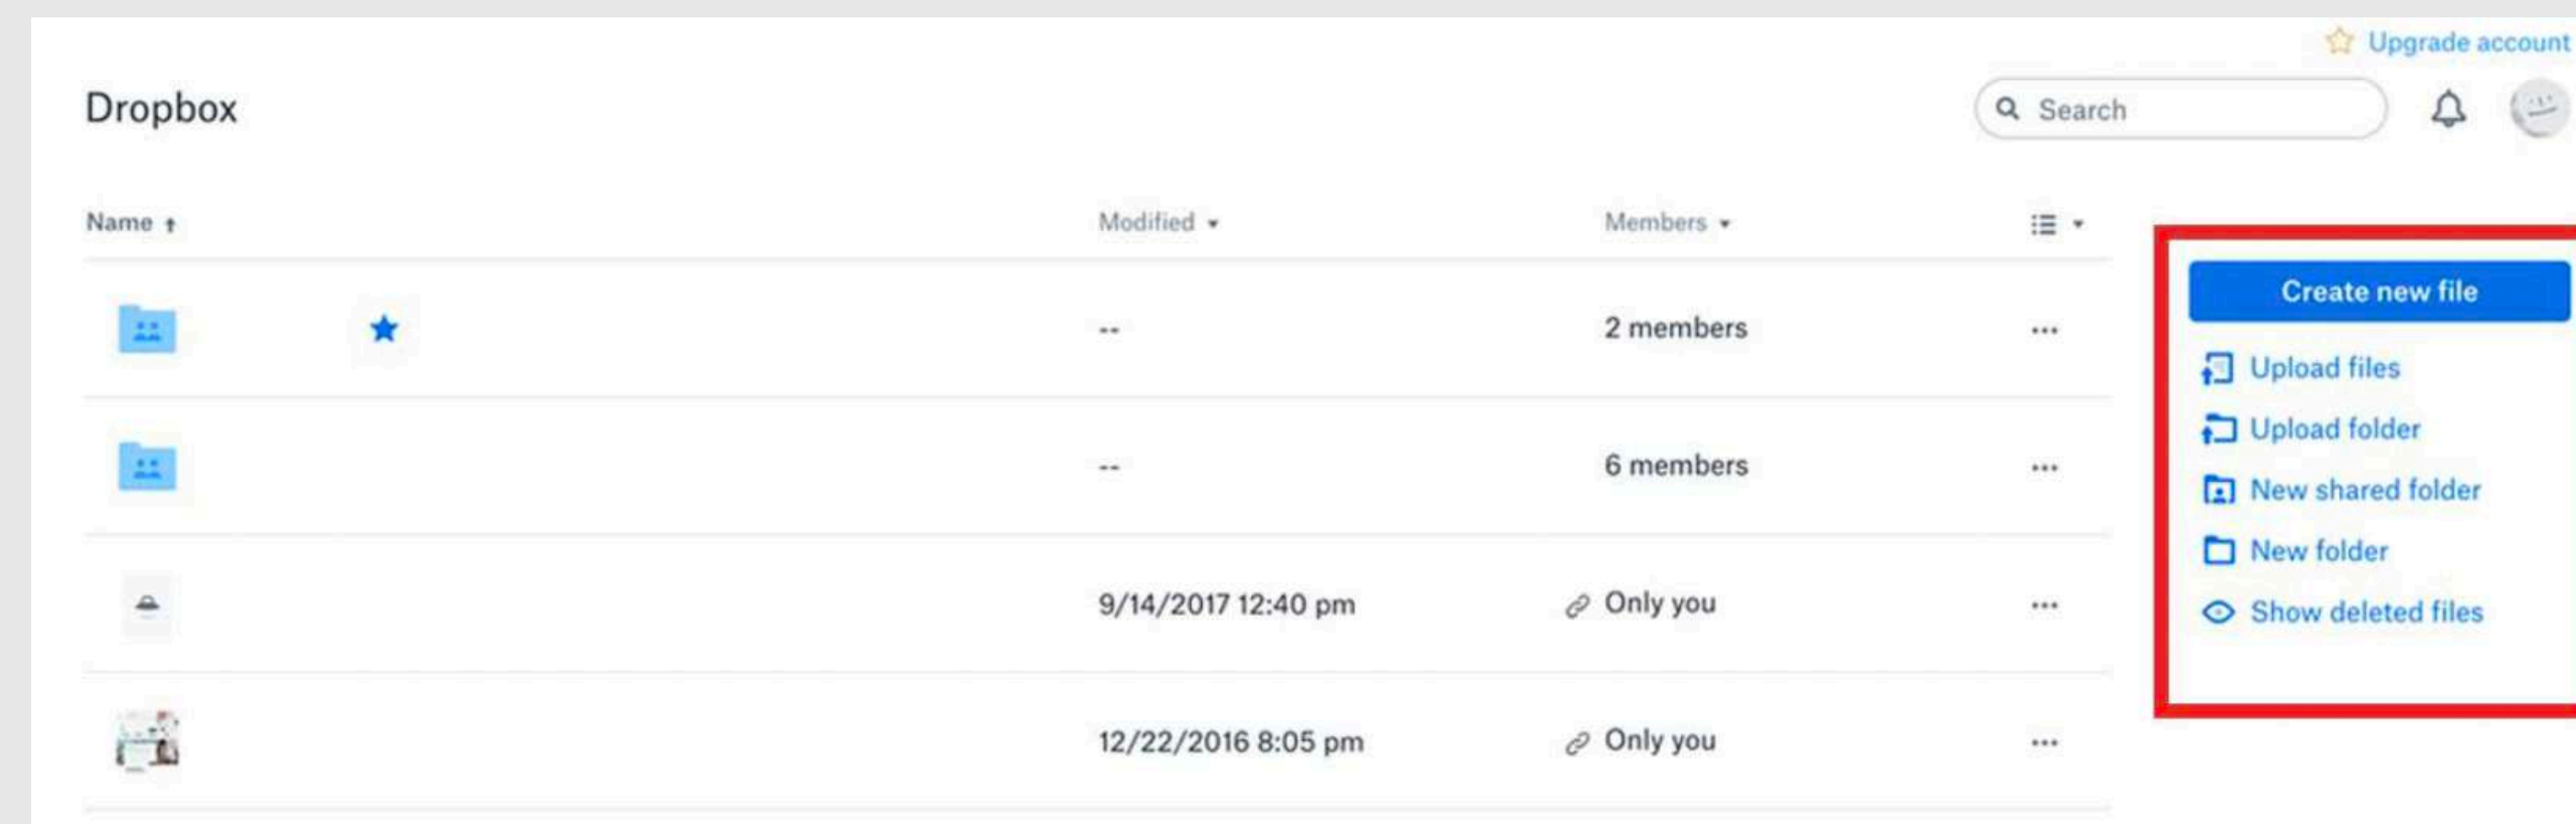 Upgrade account
Dropbox
Search
Name
Modified
Members
Create new file
-- 2 members ...
Upload files
Upload folder
-- 6 members ...
New shared folder
New folder
9/14/2017 12:40 pm Only you ...
Show deleted files
12/22/2016 8:05 pm Only you ...